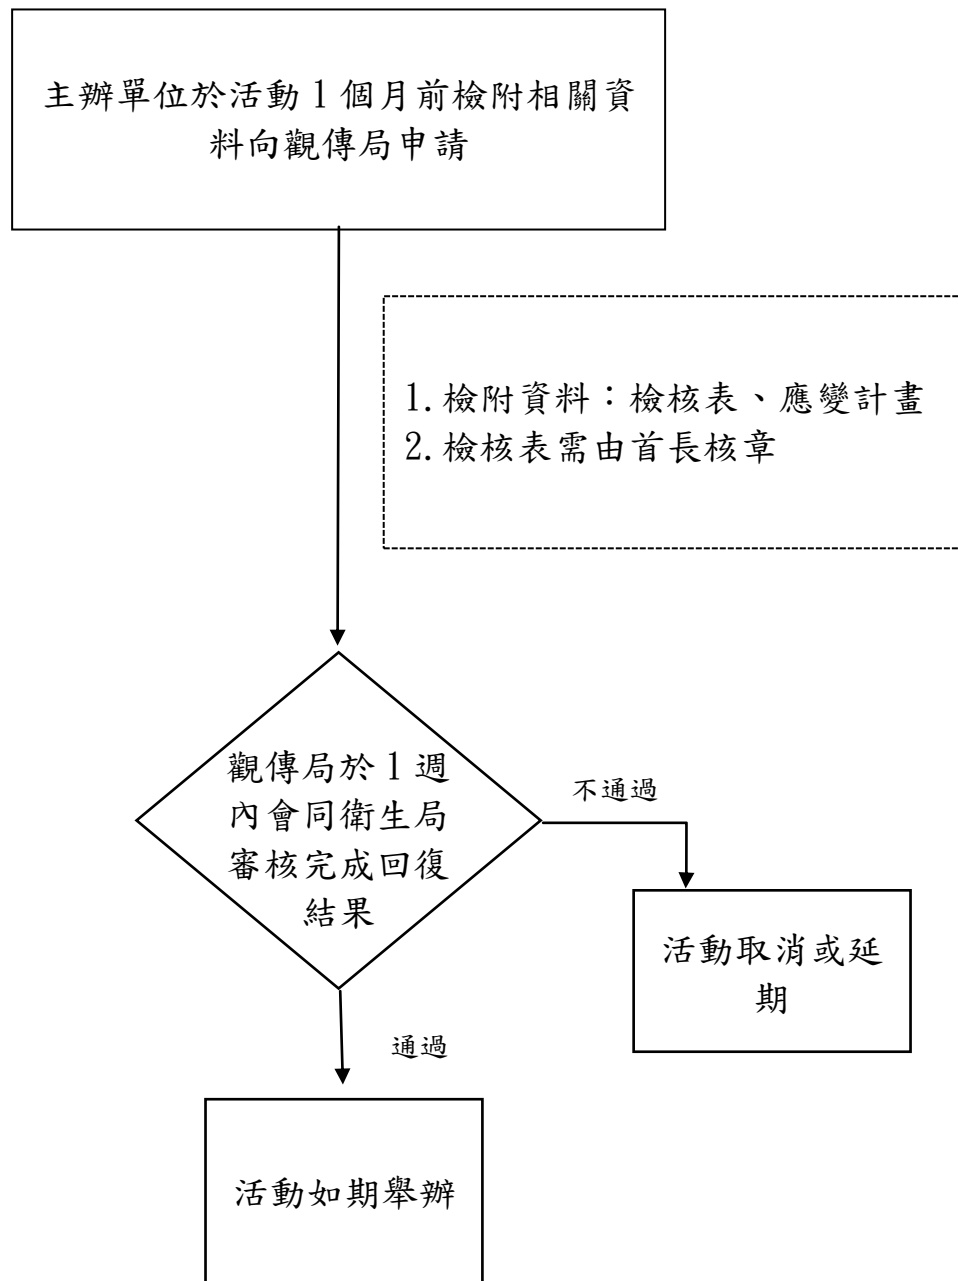 主辦單位於活動1個月前檢附相關資
料向觀傳局申請
1.檢附資料：檢核表、應變計畫
2.檢核表需由首長核章
觀傳局於1週
內會同衛生局
審核完成回復
結果
不通過
活動取消或延
期
通過
活動如期舉辦